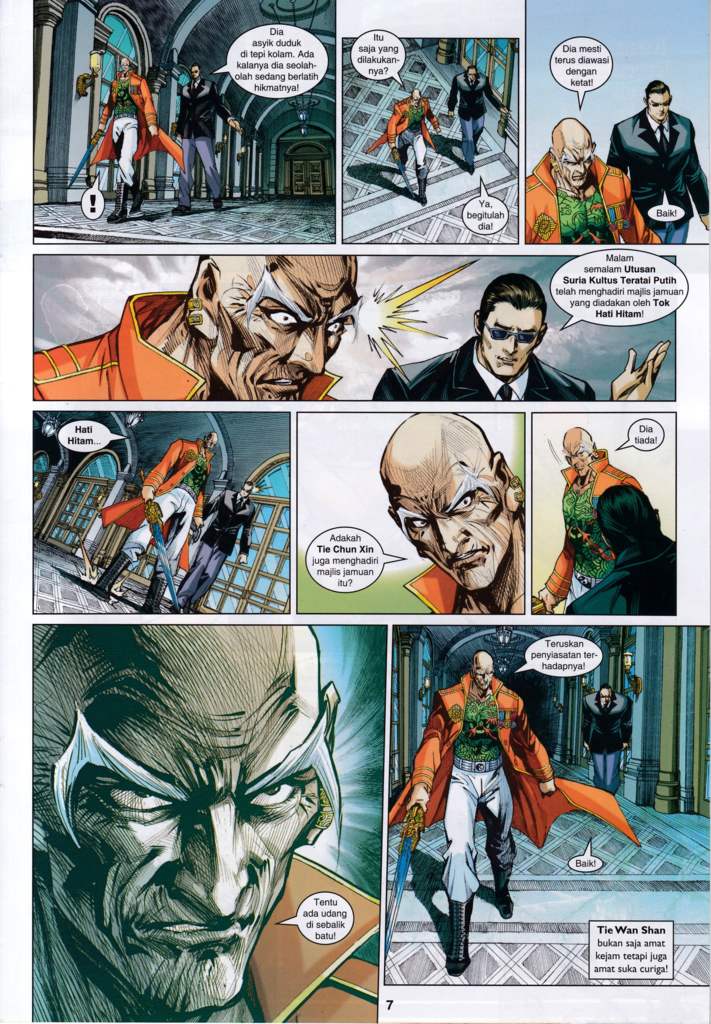 Dia
asyik duduk
di tepi kolam. Ada
kalanya dia seolah-
olah sedang berlatih
hikmatnya!
!
Itu
saja yang
dilakukan-
nya?
Ya,
begitulah
dia!
Dia mesti
terus diawasi
dengan
ketat!
Baik!
Malam
semalam Utusan
Suria Kultus Teratai Putih
telah menghadiri majlis jamuan
yang diadakan oleh Tok
Hati Hitam!
Hati
Hitam...
Adakah
Tie Chun Xin
juga menghadiri
majlis jamuan
itu?
Dia
tiada!
Tentu
ada udang
di sebalik
batu!
Teruskan
penyiasatan ter-
hadapnya!
Baik!
Tie Wan Shan
bukan saja amat
kejam tetapi juga
amat suka curiga!
7